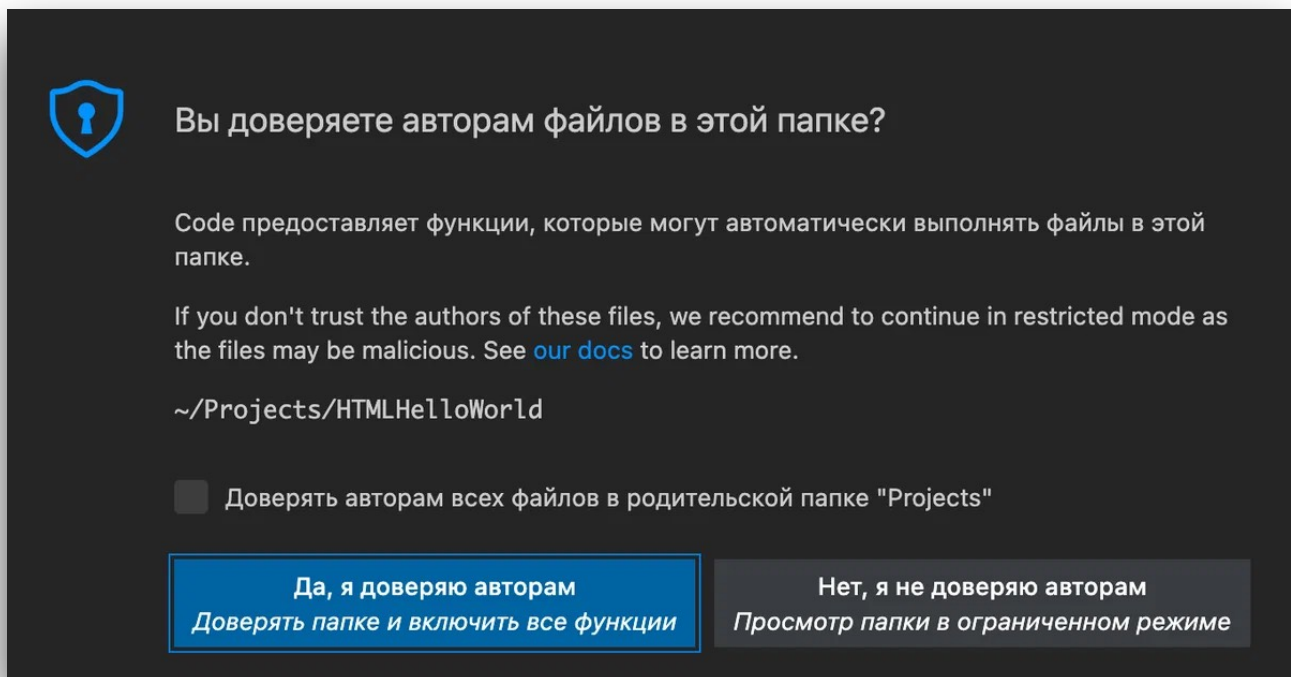 Вы доверяете авторам файлов в этой папке?
Code предоставляет функции, которые могут автоматически выполнять файлы в этой
папке.
If you don't trust the authors of these files, we recommend to continue in restricted mode as
the files may be malicious. See our docs to learn more.
~/Projects/HTMLHelloWorld
Доверять авторам всех файлов в родительской папке "Projects"
Да, я доверяю авторам
Доверять папке и включить все функции
Нет, я не доверяю авторам
Просмотр папки в ограниченном режиме